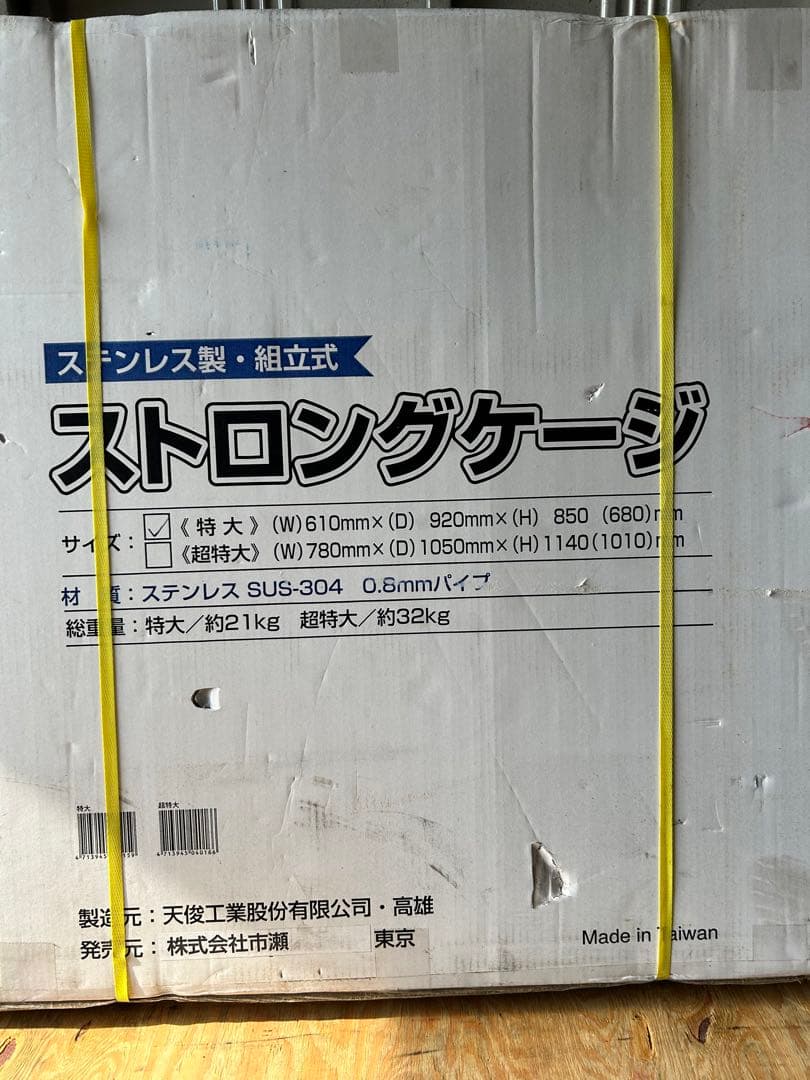 ステンレス製・組立式
ストロングケージ
サイズ： 《特大》 (W)610mm×(D) 920mm×(H) 850 (680)mm
《超特大》 (W)780mm×(D)1050mm×(H)1140(1010)mm
材 質：ステンレス SUS-304 0.8mmパイプ
総重量：特大／約21kg 超特大／約32kg
特大 超特大
4713945040166
製造元：天俊工業股份有限公司・高雄
発売元：株式会社市瀬 東京
Made in Taiwan